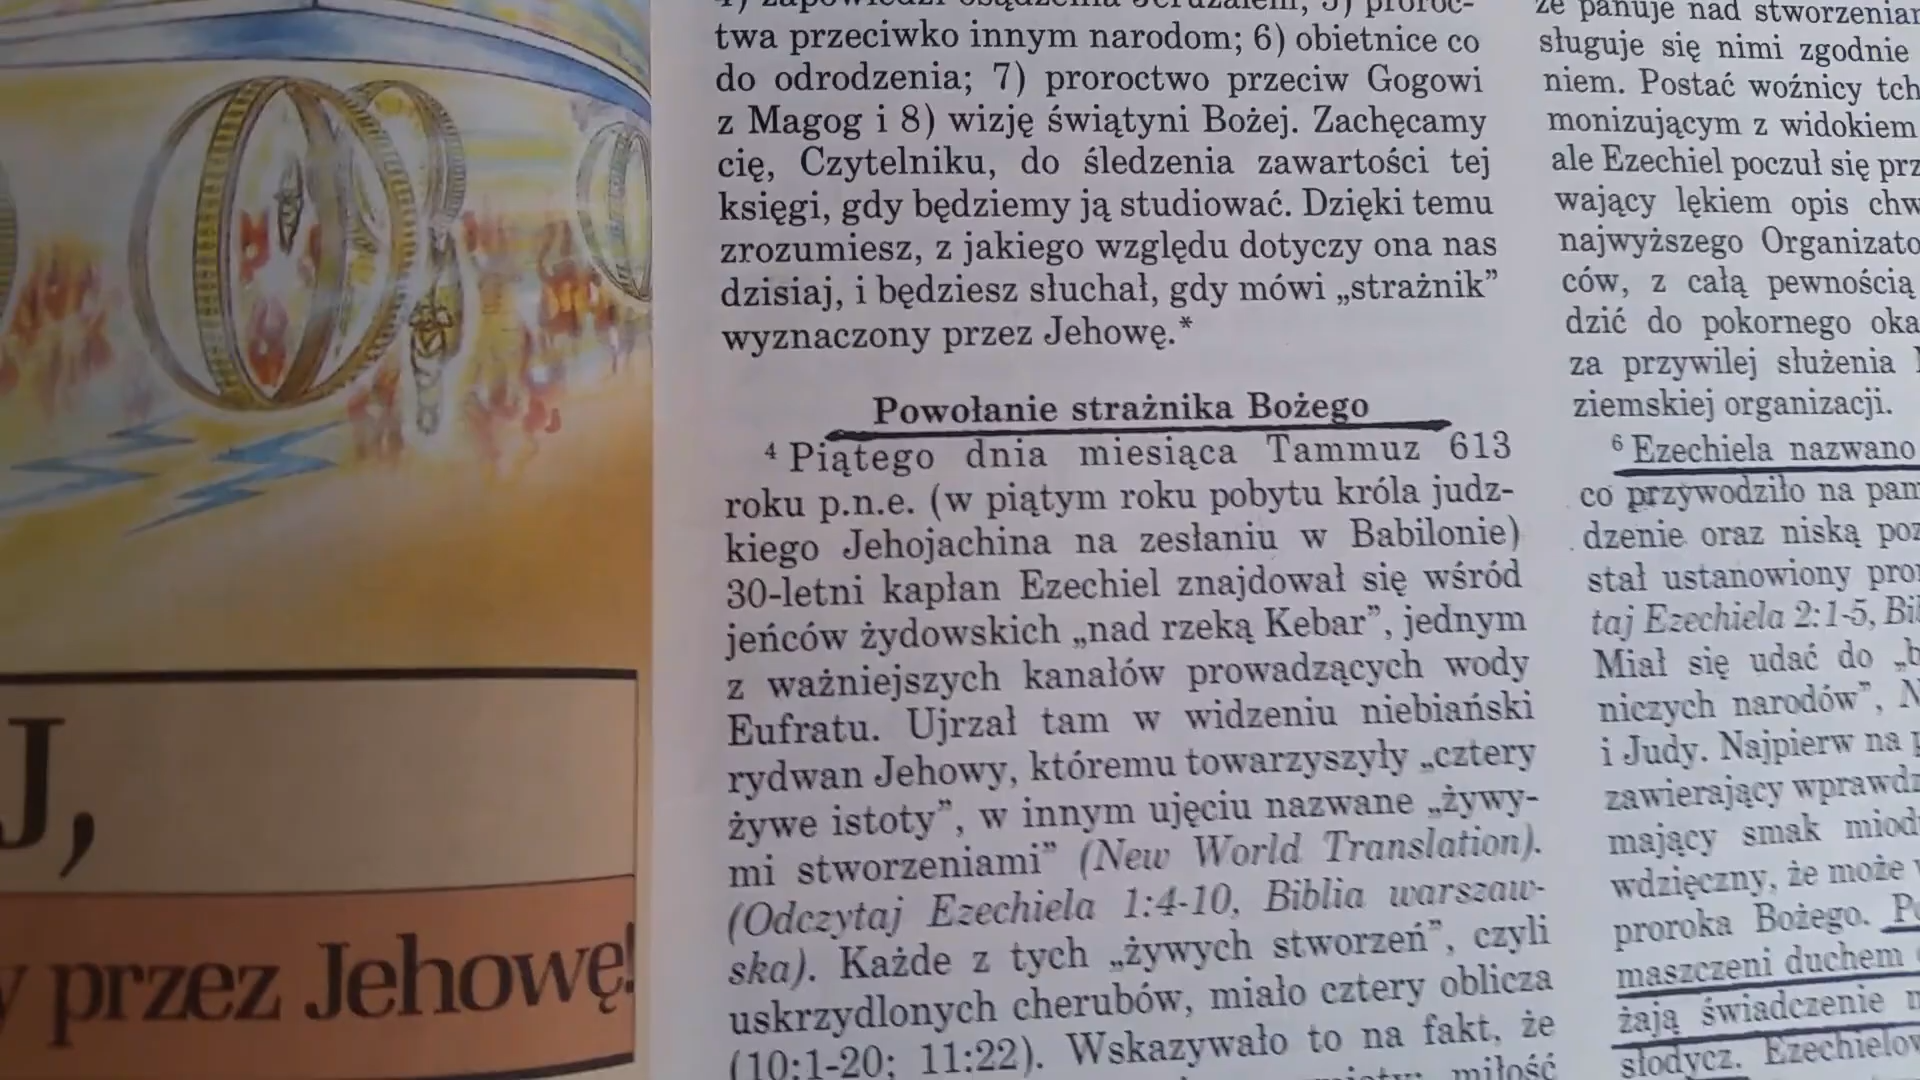 J,
przez Jehowę!
4) zapowiedzi osądzenia Jeruzalem; 5) proroc-
twa przeciwko innym narodom; 6) obietnice co
do odrodzenia; 7) proroctwo przeciw Gogowi
z Magog i 8) wizję świątyni Bożej. Zachęcamy
cię, Czytelniku, do śledzenia zawartości tej
księgi, gdy będziemy ją studiować. Dzięki temu
zrozumiesz, z jakiego względu dotyczy ona nas
dzisiaj, i będziesz słuchał, gdy mówi „strażnik”
wyznaczony przez Jehowę.*
Powołanie strażnika Bożego
4 Piątego dnia miesiąca Tammuz 613
roku p.n.e. (w piątym roku pobytu króla judz-
kiego Jehojachina na zesłaniu w Babilonie)
30-letni kapłan Ezechiel znajdował się wśród
jeńców żydowskich „nad rzeką Kebar”, jednym
z ważniejszych kanałów prowadzących wody
Eufratu. Ujrzał tam w widzeniu niebiański
rydwan Jehowy, któremu towarzyszyły „cztery
żywe istoty”, w innym ujęciu nazwane „żywy-
mi stworzeniami” (New World Translation).
(Odczytaj Ezechiela 1:4-10, Biblia warszaw-
ska). Każde z tych „żywych stworzeń”, czyli
uskrzydlonych cherubów, miało cztery oblicza
(10:1-20; 11:22). Wskazywało to na fakt, że
miłość
że panuje nad stworzeniam
sługuje się nimi zgodnie
niem. Postać woźnicy tch
monizującym z widokiem
ale Ezechiel poczuł się prz
wający lękiem opis chw
najwyższego Organizato
ców, z całą pewnością
dzić do pokornego oka
za przywilej służenia
ziemskiej organizacji.
6 Ezechiela nazwano
co przywodziło na pam
dzenie oraz niską poz
stał ustanowiony pro
taj Ezechiela 2:1-5, Bi
Miał się udać do „b
niczych narodów”,
i Judy. Najpierw na p
zawierający wprawdz
mający smak miod
wdzięczny, że może
proroka Bożego. Po
maszczeni duchem
żają świadczenie
słodycz. Ezechielow